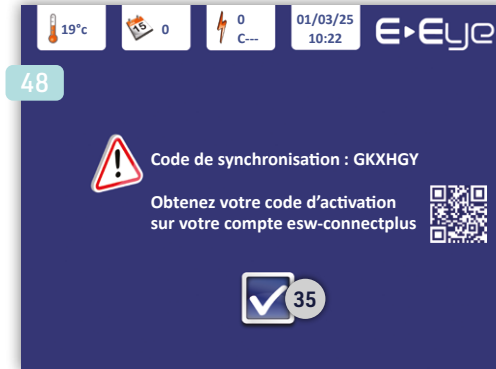 19°c
15
0
0
C---
01/03/25
10:22
E▸Eye
48
Code de synchronisation : GKXHGY
Obtenez votre code d'activation
sur votre compte esw-connectplus
35